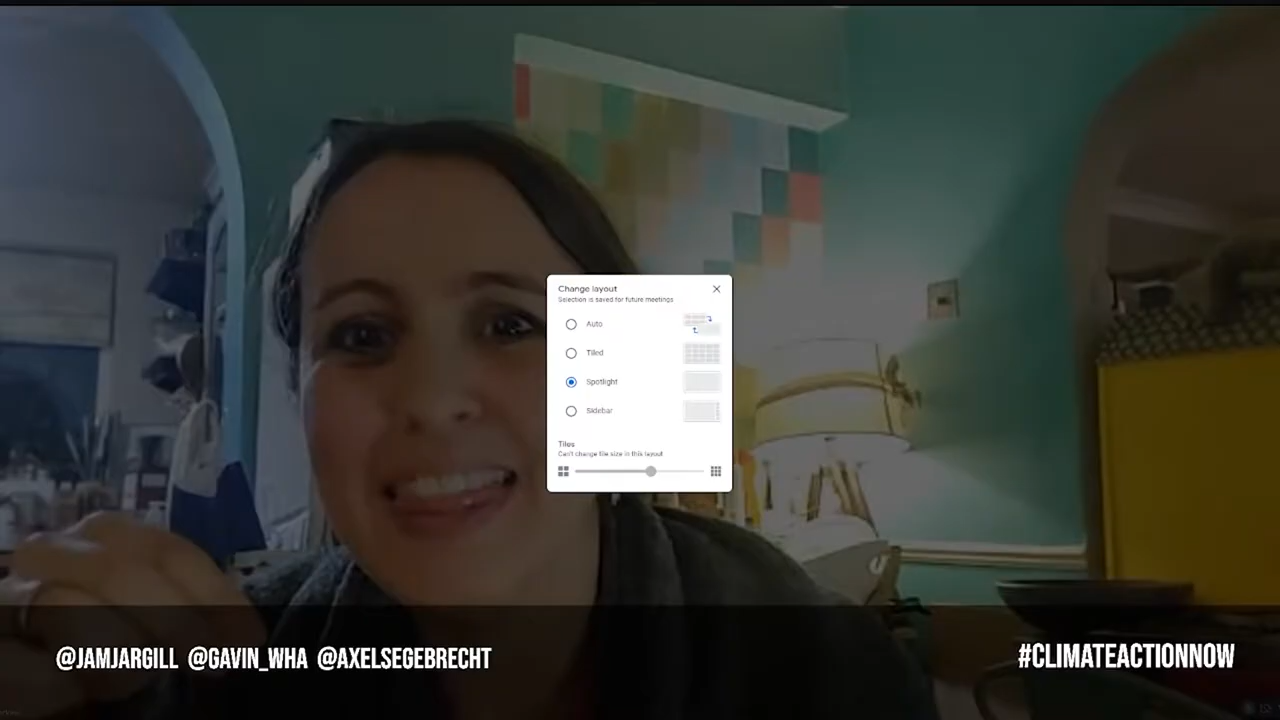 Change layout
Selection is saved for future meetings
Auto
Tiled
Spotlight
Sidebar
Tiles
Can't change tile size in this layout
@JAMJARGILL @GAVIN_WHA @AXELSEGEBRECHT
#CLIMATEACTIONNOW